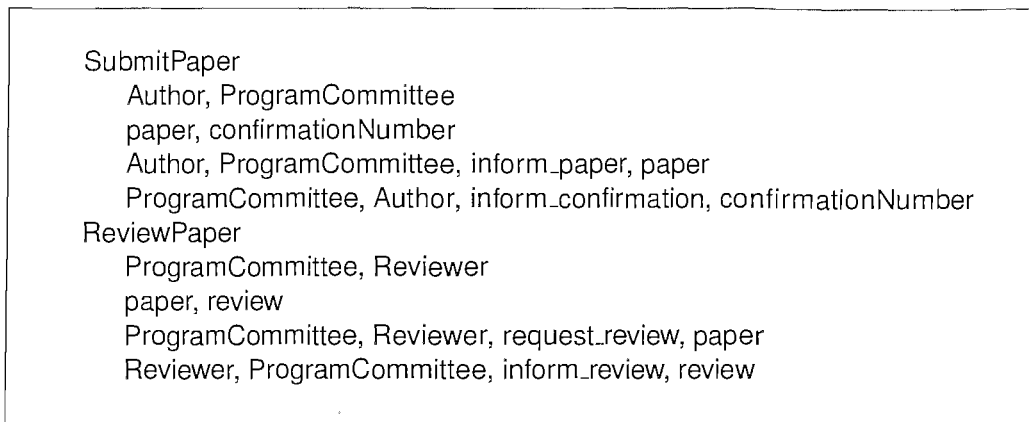 SubmitPaper
Author, ProgramCommittee
paper, confirmationNumber
Author, ProgramCommittee, inform_paper, paper
ProgramCommittee, Author, inform_confirmation, confirmationNumber
ReviewPaper
ProgramCommittee, Reviewer
paper, review
ProgramCommittee, Reviewer, request_review, paper
Reviewer, ProgramCommittee, inform_review, review